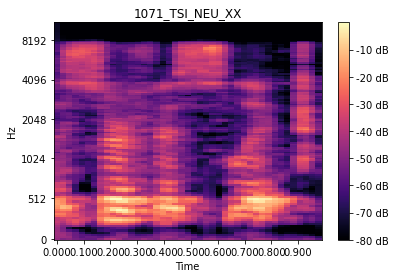 1071_TSI_NEU_XX
8192
4096
2048
1024
512
0
Hz
0.0000.1000.2000.3000.4000.5000.6000.7000.8000.900
Time
-10 dB
-20 dB
-30 dB
-40 dB
-50 dB
-60 dB
-70 dB
-80 dB